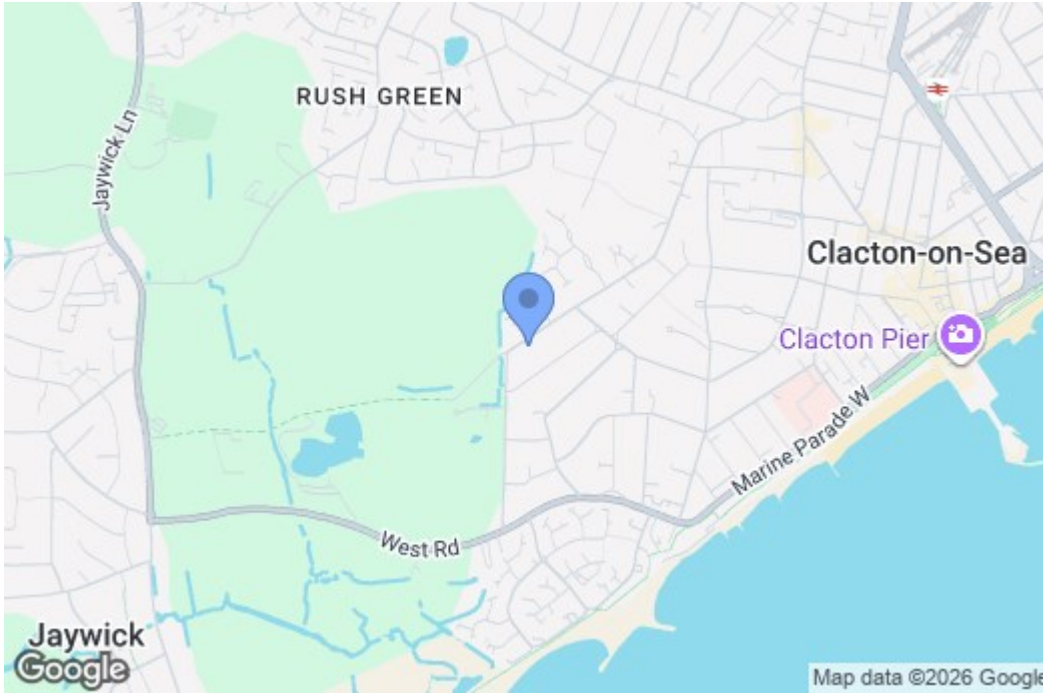 RUSH GREEN
Jaywick Ln
Clacton-on-Sea
Clacton Pier
Marine Parade W
West Rd
Jaywick
Google
Map data ©2026 Google